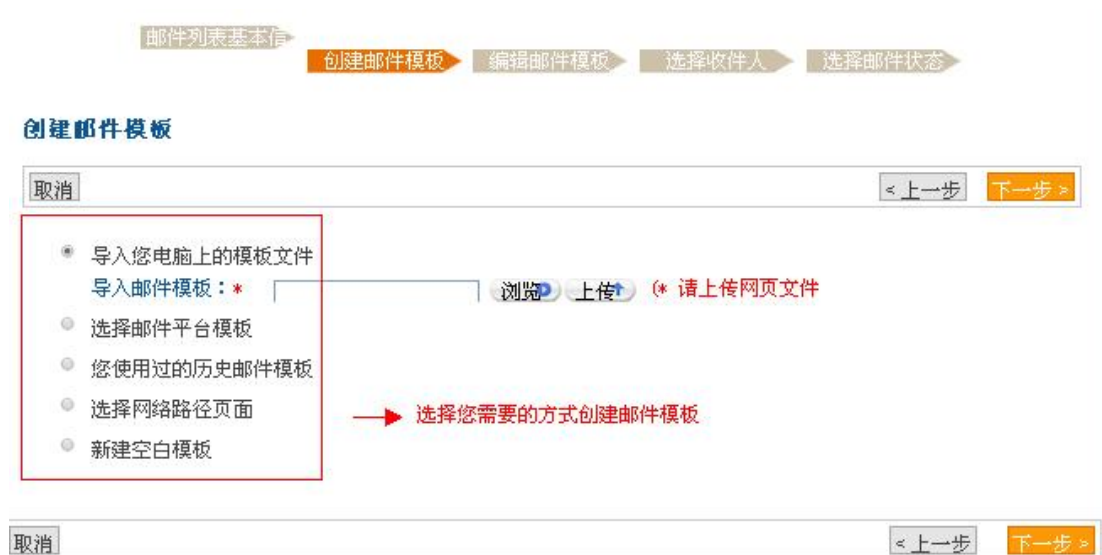 邮件列表基本信
创建邮件模板 编辑邮件模板 选择收件人 选择邮件状态
创建邮件模板
取消 <上一步 下一步>
导入您电脑上的模板文件
导入邮件模板：* 浏览 上传 (* 请上传网页文件
选择邮件平台模板
您使用过的历史邮件模板
选择网络路径页面
选择您需要的方式创建邮件模板
新建空白模板
取消 <上一步 下一步>